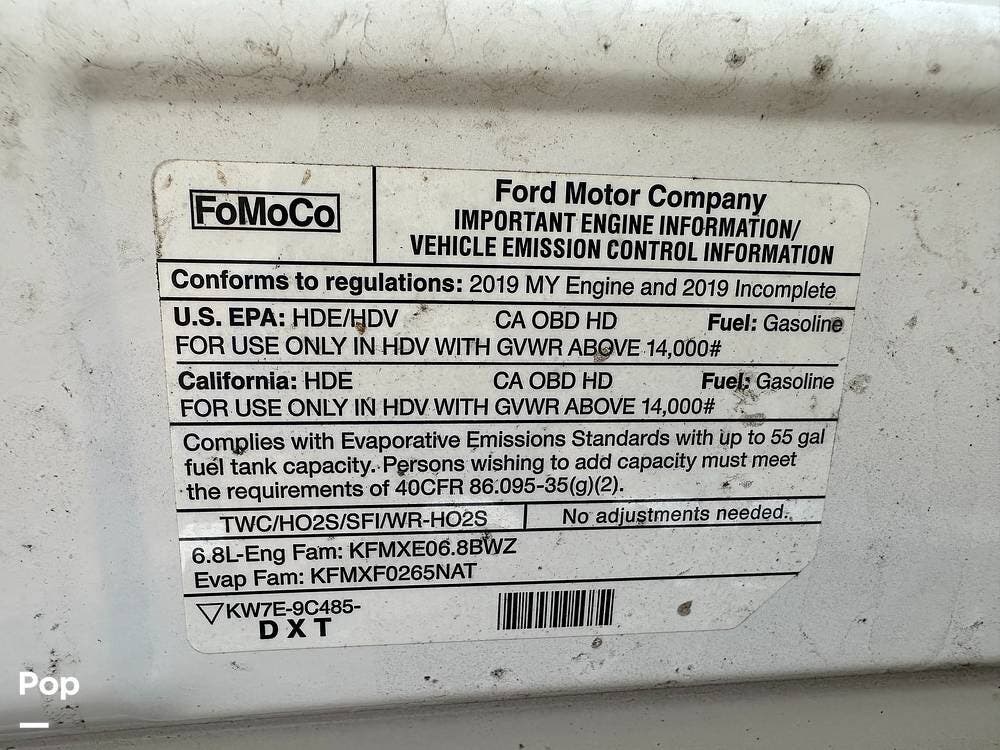 FoMoCo
Ford Motor Company
IMPORTANT ENGINE INFORMATION/
VEHICLE EMISSION CONTROL INFORMATION
Conforms to regulations: 2019 MY Engine and 2019 Incomplete
U.S. EPA: HDE/HDV CA OBD HD Fuel: Gasoline
FOR USE ONLY IN HDV WITH GVWR ABOVE 14,000#
California: HDE CA OBD HD Fuel: Gasoline
FOR USE ONLY IN HDV WITH GVWR ABOVE 14,000#
Complies with Evaporative Emissions Standards with up to 55 gal
fuel tank capacity. Persons wishing to add capacity must meet
the requirements of 40CFR 86.095-35(g)(2).
TWC/HO2S/SFI/WR-HO2S No adjustments needed.
6.8L-Eng Fam: KFMXE06.8BWZ
Evap Fam: KFMXF0265NAT
KW7E-9C485-
DXT
Pop